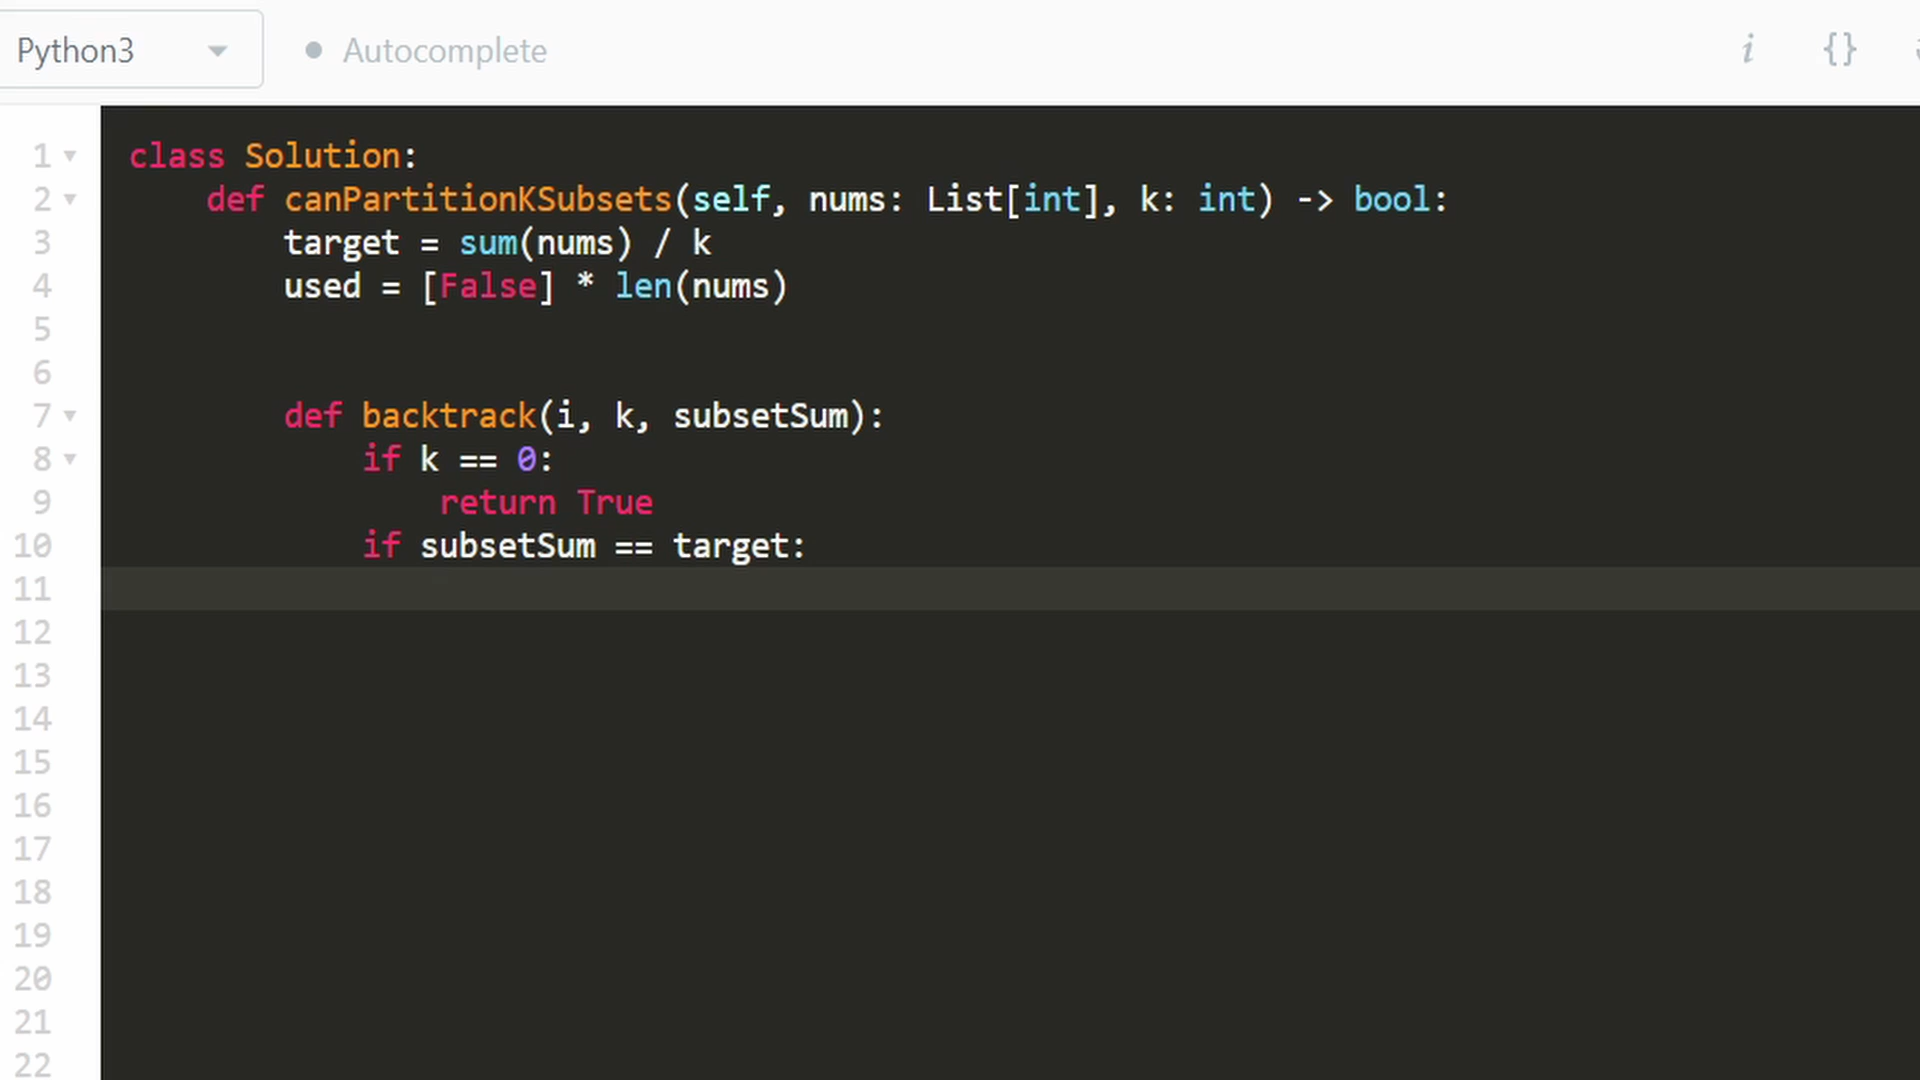 Python3
Autocomplete
i {}
1 class Solution:
2 def canPartitionKSubsets(self, nums: List[int], k: int) -> bool:
3 target = sum(nums) / k
4 used = [False] * len(nums)
5
6
7 def backtrack(i, k, subsetSum):
8 if k == 0:
9 return True
10 if subsetSum == target:
11
12
13
14
15
16
17
18
19
20
21
22